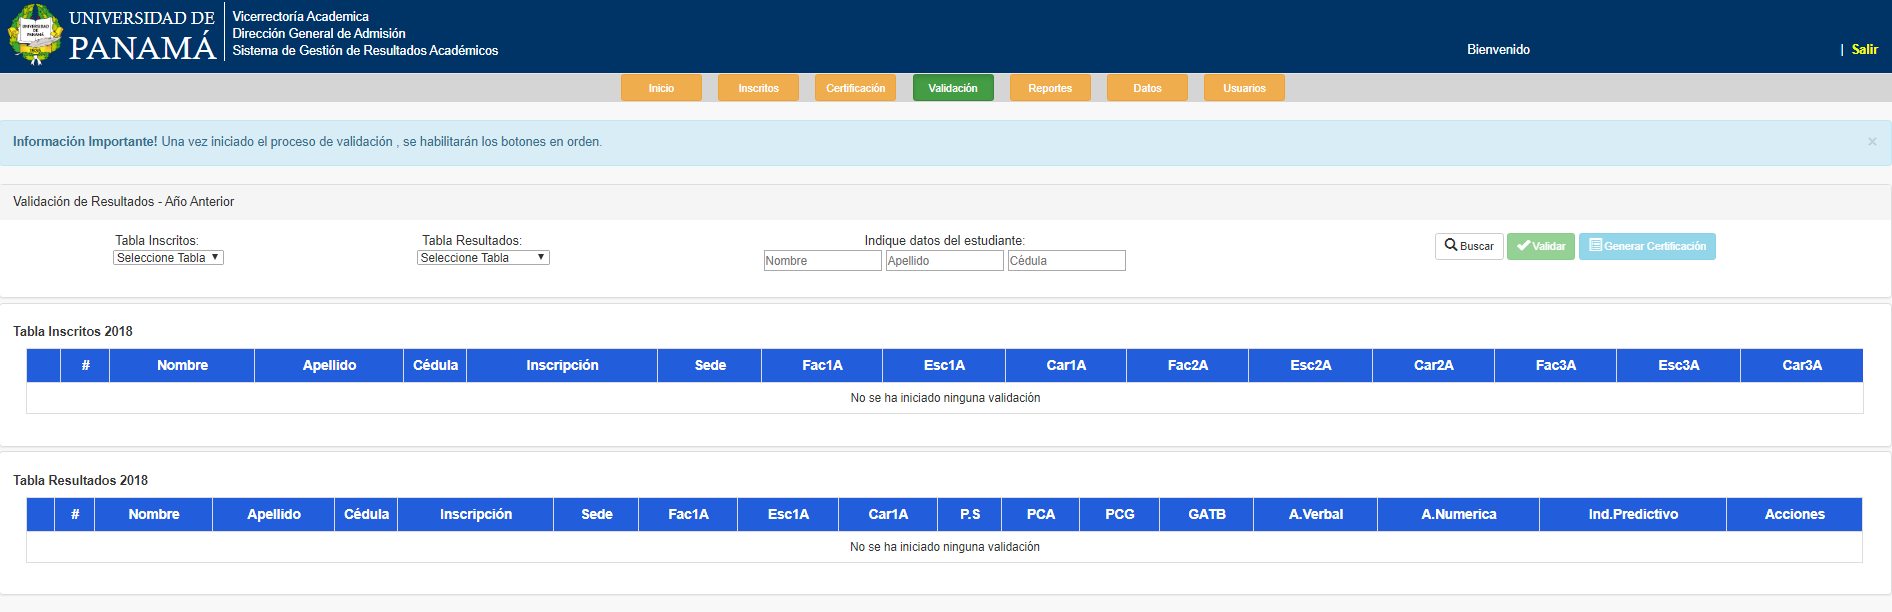 UNIVERSIDAD DE
PANAMÁ
Vicerrectoría Academica
Dirección General de Admisión
Sistema de Gestión de Resultados Académicos
Bienvenido
| Salir
Inicio
Inscritos
Certificación
Validación
Reportes
Datos
Usuarios
Información Importante! Una vez iniciado el proceso de validación , se habilitarán los botones en orden.
×
Validación de Resultados - Año Anterior
Tabla Inscritos:
Seleccione Tabla
Tabla Resultados:
Seleccione Tabla
Indique datos del estudiante:
Nombre
Apellido
Cédula
Buscar
Validar
Generar Certificación
Tabla Inscritos 2018
# Nombre Apellido Cédula Inscripción Sede Fac1A Esc1A Car1A Fac2A Esc2A Car2A Fac3A Esc3A Car3A
No se ha iniciado ninguna validación
Tabla Resultados 2018
# Nombre Apellido Cédula Inscripción Sede Fac1A Esc1A Car1A P.S PCA PCG GATB A.Verbal A.Numerica Ind.Predictivo Acciones
No se ha iniciado ninguna validación